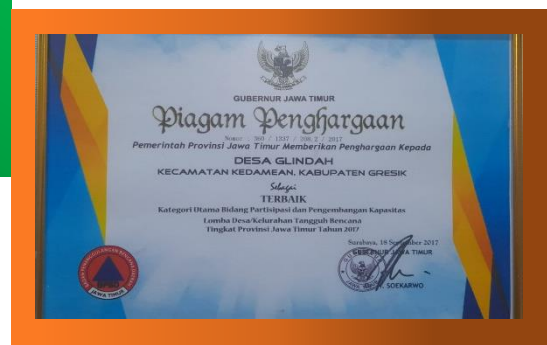 GUBERNUR JAWA TIMUR
Piagam Penghargaan
Pemerintah Provinsi Jawa Timur Memberikan Penghargaan Kepada
DESA GLINDAH
KECAMATAN KEDAMEAN, KABUPATEN GRESIK
Sebagai
TERBAIK
Kategori Utama Bidang Partisipasi dan Pengembangan Kapasitas
Lomba Desa/Kelurahan Tangguh Bencana
Tingkat Provinsi Jawa Timur Tahun 2017
Surabaya, 18 September 2017
GUBERNUR JAWA TIMUR
SOEKARWO
JAWA TIMUR